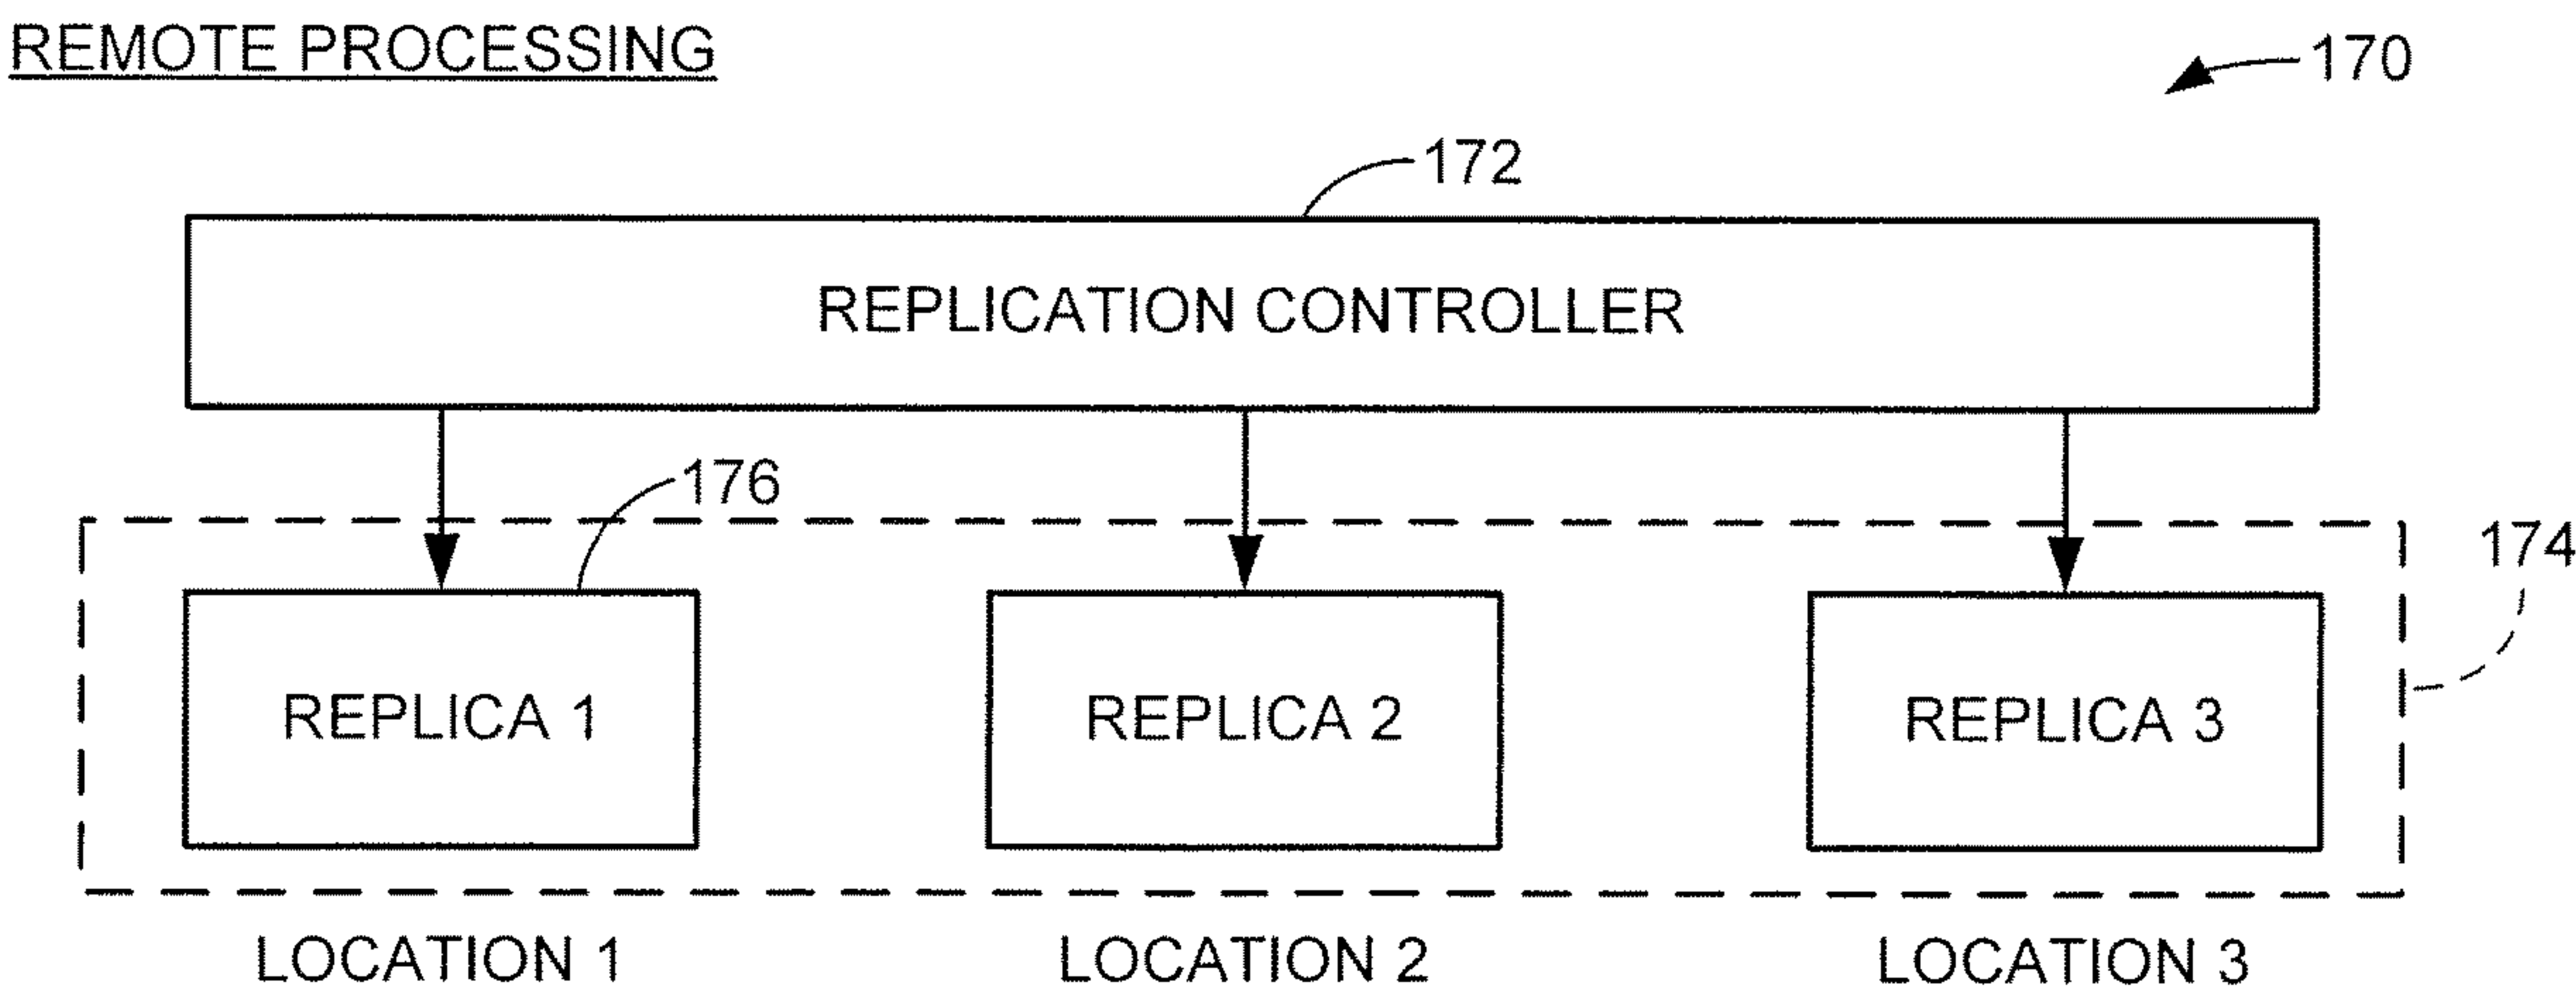 REMOTE PROCESSING
170
172
REPLICATION CONTROLLER
176
174
REPLICA 1
REPLICA 2
REPLICA 3
LOCATION 1
LOCATION 2
LOCATION 3